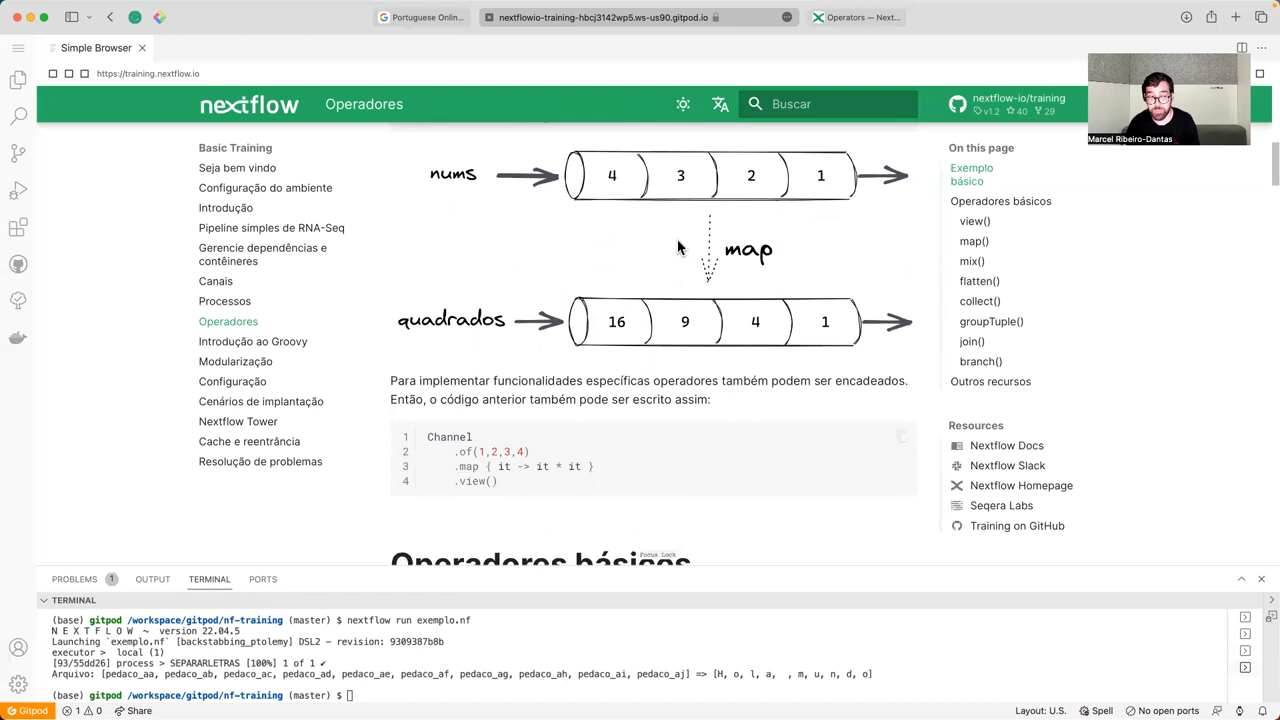 Portuguese Onlin...
nextflowio-training-hbcj3142wp5.ws-us90.gitpod.io
Operators — Next...
Simple Browser
https://training.nextflow.io
nextflow
Operadores
Buscar
nextflow-io/training
v1.2 40 29
Marcel Ribeiro-Dantas
Basic Training
Seja bem vindo
Configuração do ambiente
Introdução
Pipeline simples de RNA-Seq
Gerencie dependências e
contêineres
Canais
Processos
Operadores
Introdução ao Groovy
Modularização
Configuração
Cenários de implantação
Nextflow Tower
Cache e reentrância
Resolução de problemas
nums
4 3 2 1
map
quadrados
16 9 4 1
Para implementar funcionalidades específicas operadores também podem ser encadeados.
Então, o código anterior também pode ser escrito assim:
1 Channel
2 .of(1,2,3,4)
3 .map { it -> it * it }
4 .view()
Operadores básicos
Focus Lock
On this page
Exemplo
básico
Operadores básicos
view()
map()
mix()
flatten()
collect()
groupTuple()
join()
branch()
Outros recursos
Resources
Nextflow Docs
Nextflow Slack
Nextflow Homepage
Seqera Labs
Training on GitHub
PROBLEMS 1 OUTPUT TERMINAL PORTS
TERMINAL
(base) gitpod /workspace/gitpod/nf-training (master) $ nextflow run exemplo.nf
N E X T F L O W ~ version 22.04.5
Launching `exemplo.nf` [backstabbing_ptolemy] DSL2 - revision: 9309387b8b
executor > local (1)
[93/55dd26] process > SEPARARLETRAS [100%] 1 of 1 ✔
Arquivo: [pedaco_aa, pedaco_ab, pedaco_ac, pedaco_ad, pedaco_ae, pedaco_af, pedaco_ag, pedaco_ah, pedaco_ai, pedaco_aj] => [H, o, l, a, , m, u, n, d, o]
(base) gitpod /workspace/gitpod/nf-training (master) $
Gitpod 1 0 Share Layout: U.S. Spell No open ports